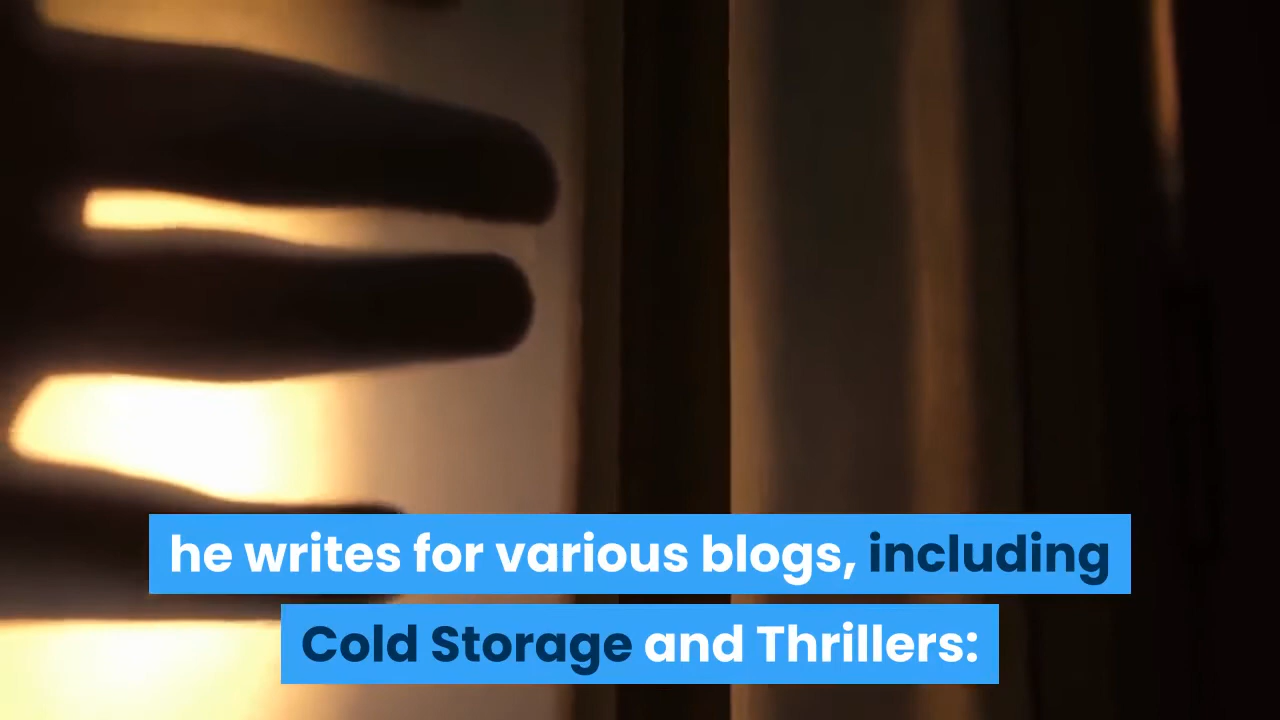 he writes for various blogs, including
Cold Storage and Thrillers: